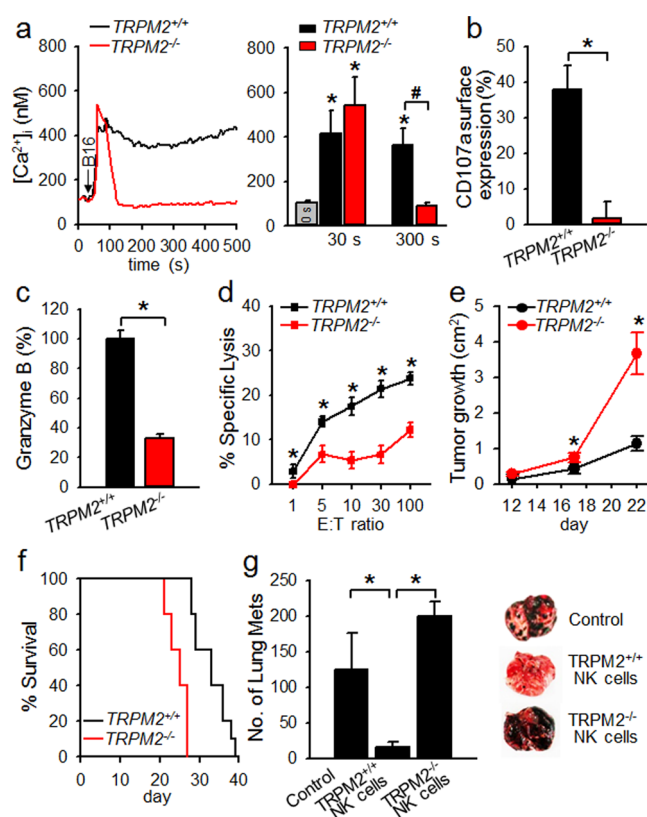 a
TRPM2+/+
TRPM2-/-
[Ca2+]i (nM)
800
600
400
200
0
B16
0 100 200 300 400 500
time (s)
TRPM2+/+
TRPM2-/-
800
600
400
200
0
* * * #
0 s
30 s 300 s
b
CD107a surface
expression (%)
50
40
30
20
10
0
*
TRPM2+/+ TRPM2-/-
c
Granzyme B (%)
120
100
80
60
40
20
0
*
TRPM2+/+ TRPM2-/-
d
TRPM2+/+
TRPM2-/-
% Specific Lysis
40
30
20
10
0
* * * * *
1 5 10 30 100
E:T ratio
e
TRPM2+/+
TRPM2-/-
Tumor growth (cm2)
5
4
3
2
1
0
* *
12 14 16 18 20 22
day
f
% Survival
100
80
60
40
20
0
TRPM2+/+
TRPM2-/-
0 10 20 30 40
day
g
No. of Lung Mets
250
200
150
100
50
0
* *
Control
TRPM2+/+
NK cells
TRPM2-/-
NK cells
Control
TRPM2+/+
NK cells
TRPM2-/-
NK cells